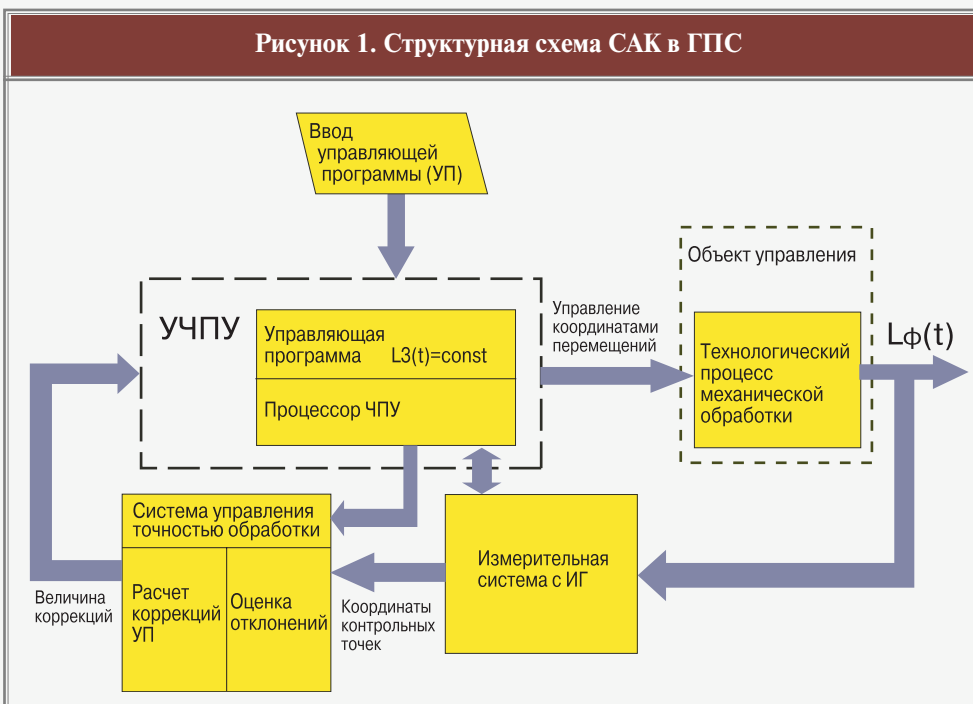 Рисунок 1. Структурная схема САК в ГПС
Ввод
управляющей
программы (УП)
УЧПУ
Управляющая
программа L3(t)=const
Процессор ЧПУ
Управление
координатами
перемещений
Объект управления
Технологический
процесс
механической
обработки
Lф(t)
Система управления
точностью обработки
Расчет
коррекций
УП
Оценка
отклонений
Измерительная
система с ИГ
Величина
коррекций
Координаты
контрольных
точек